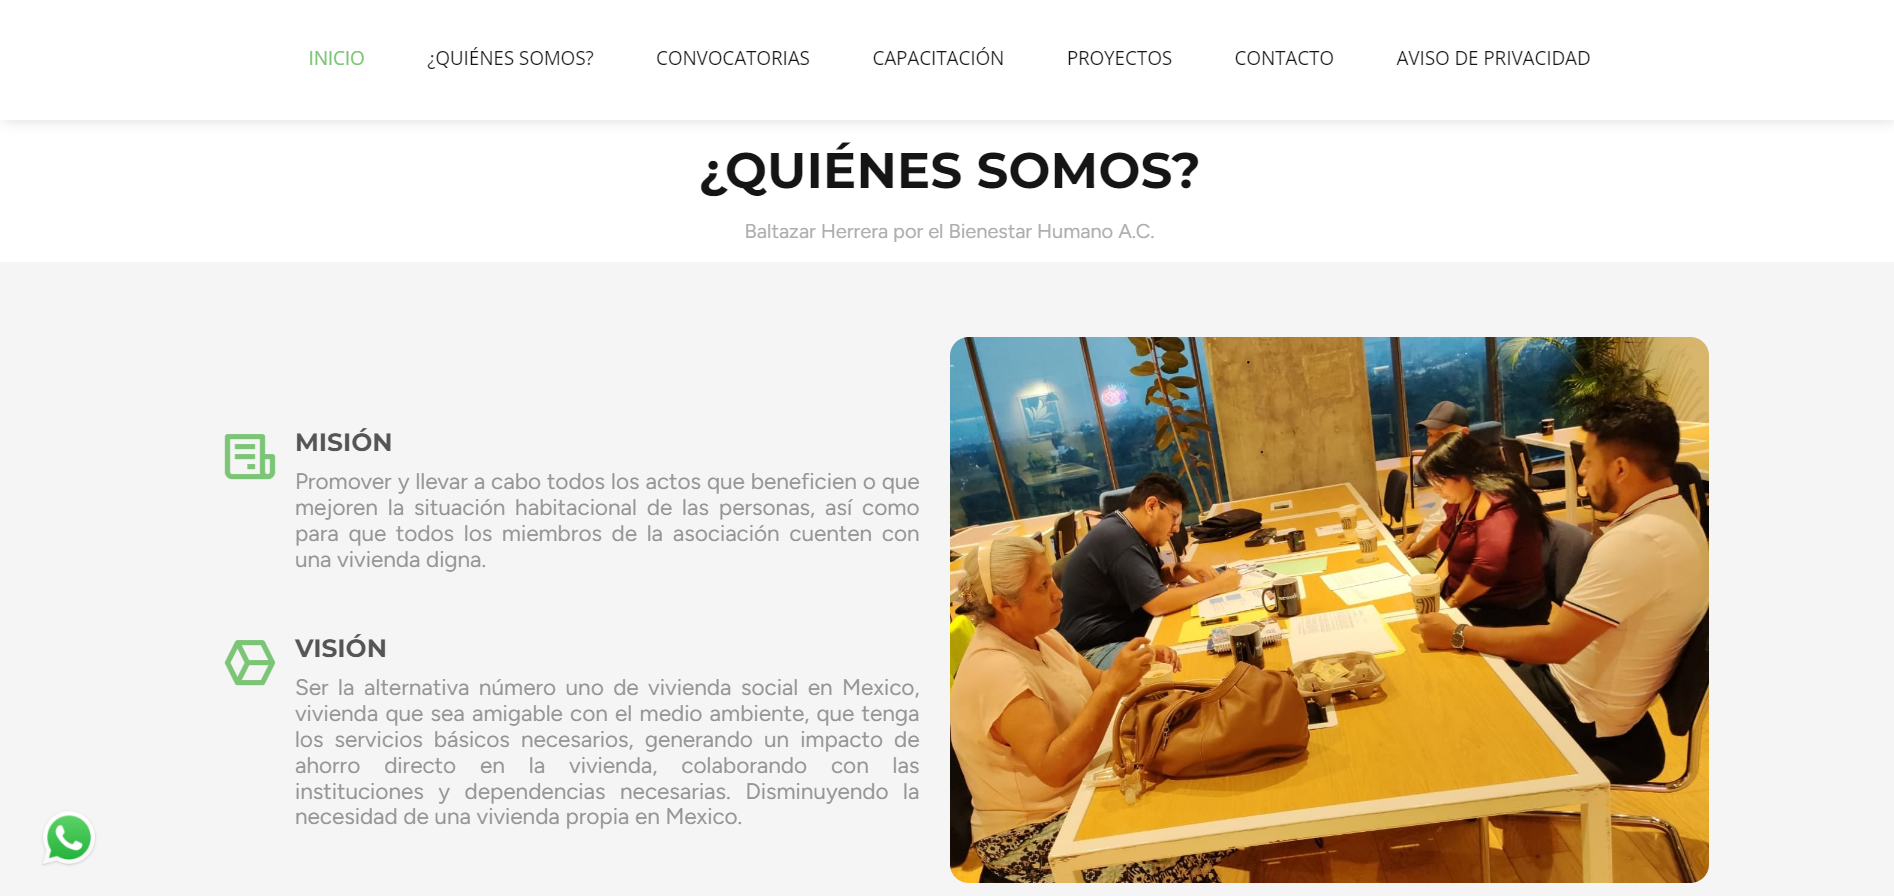 INICIO ¿QUIÉNES SOMOS? CONVOCATORIAS CAPACITACIÓN PROYECTOS CONTACTO AVISO DE PRIVACIDAD
¿QUIÉNES SOMOS?
Baltazar Herrera por el Bienestar Humano A.C.
MISIÓN
Promover y llevar a cabo todos los actos que beneficien o que
mejoren la situación habitacional de las personas, así como
para que todos los miembros de la asociación cuenten con
una vivienda digna.
VISIÓN
Ser la alternativa número uno de vivienda social en Mexico,
vivienda que sea amigable con el medio ambiente, que tenga
los servicios básicos necesarios, generando un impacto de
ahorro directo en la vivienda, colaborando con las
instituciones y dependencias necesarias. Disminuyendo la
necesidad de una vivienda propia en Mexico.